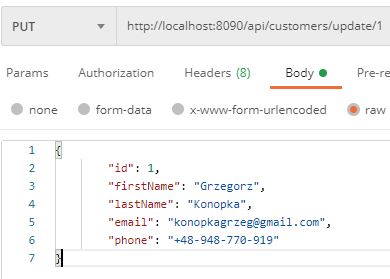 PUT http://localhost:8090/api/customers/update/1
Params Authorization Headers (8) Body Pre-re
none form-data x-www-form-urlencoded raw
1 {
2 "id": 1,
3 "firstName": "Grzegorz",
4 "lastName": "Konopka",
5 "email": "konopkagrzeg@gmail.com",
6 "phone": "+48-948-770-919"
7 }